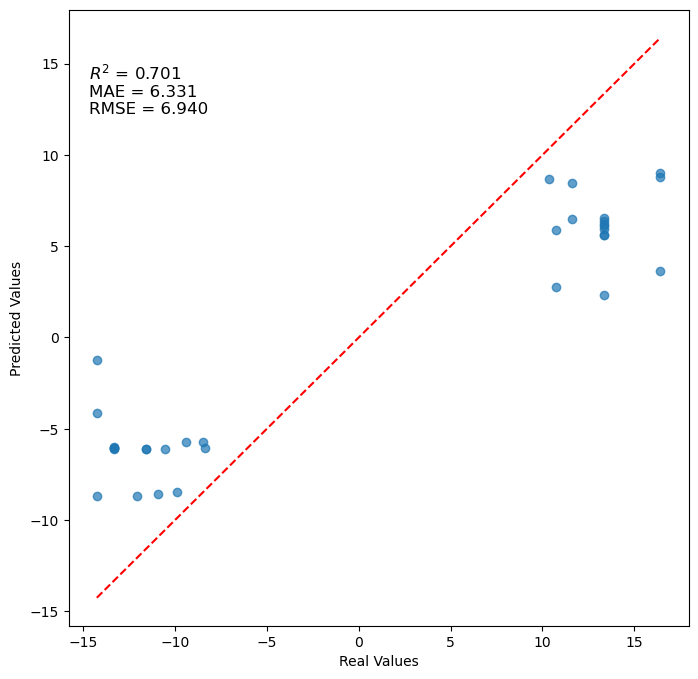 R² = 0.701
MAE = 6.331
RMSE = 6.940
15
10
5
0
−5
−10
−15
Predicted Values
−15 −10 −5 0 5 10 15
Real Values